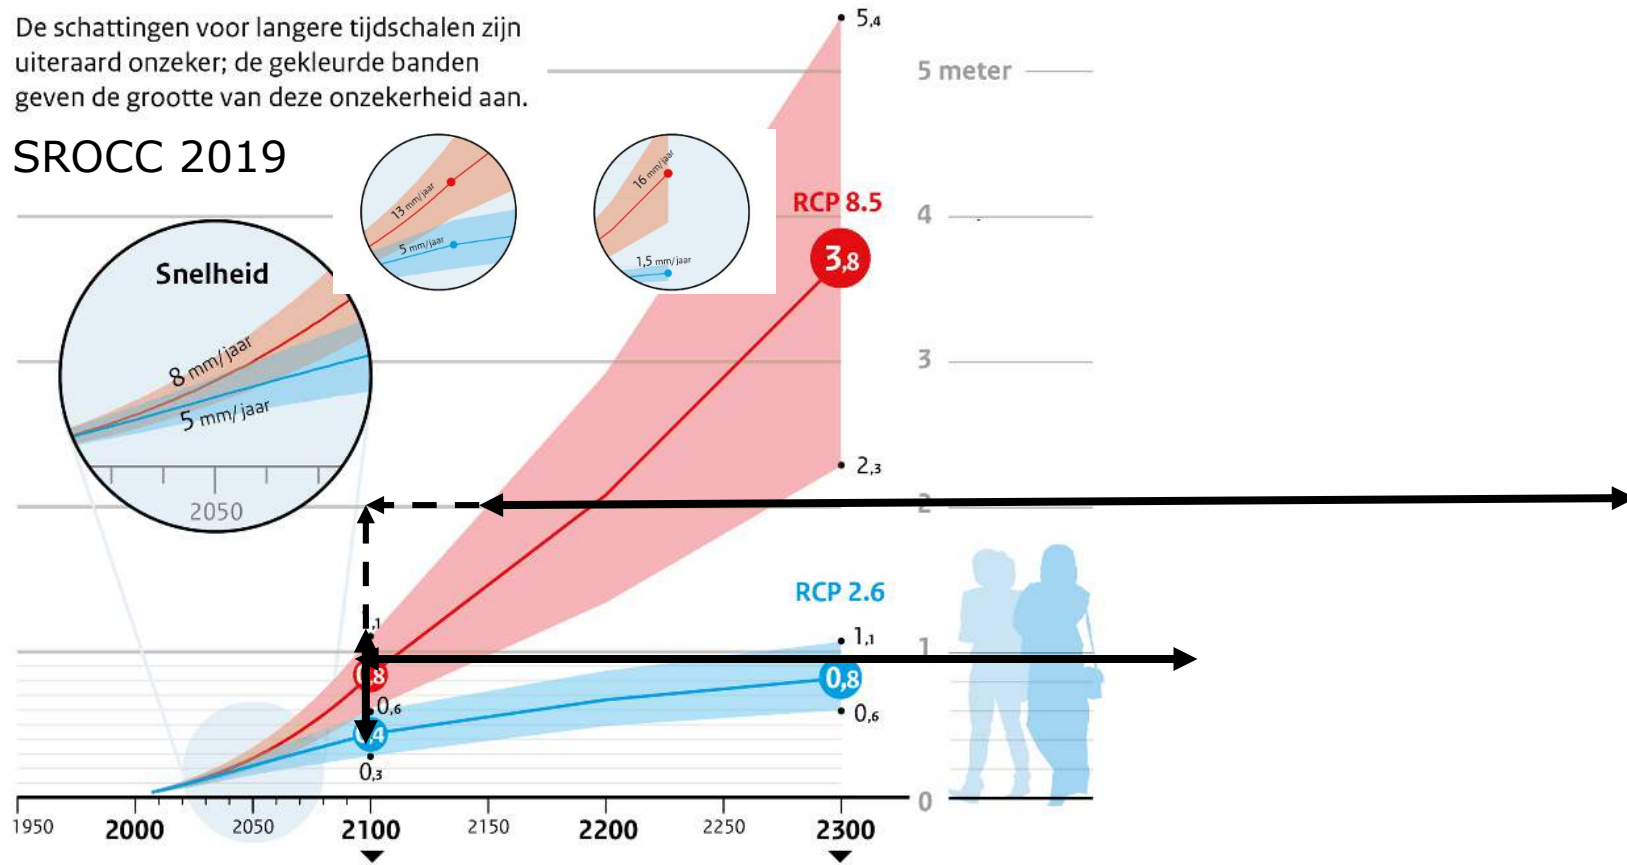 De schattingen voor langere tijdschalen zijn
uiteraard onzeker; de gekleurde banden
geven de grootte van deze onzekerheid aan.
SROCC 2019
Snelheid
8 mm/jaar
5 mm/jaar
2050
13 mm/jaar
5 mm/jaar
16 mm/jaar
1,5 mm/jaar
5,4
5 meter
RCP 8.5
4
3,8
3
2,3
2
RCP 2.6
,1
1,1
1
0,8
0,8
0,6
0,6
0,4
0,3
0
1950
2000
2050
2100
2150
2200
2250
2300